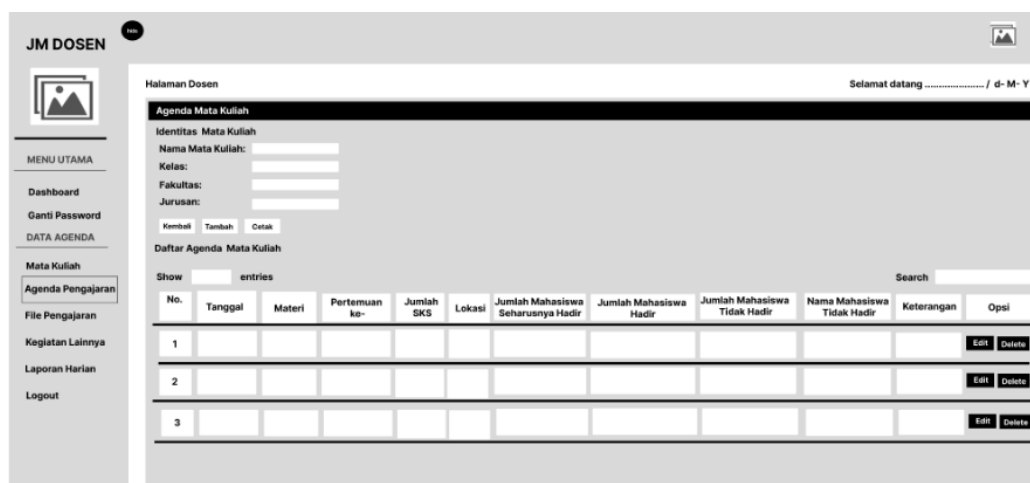 JM DOSEN
hide
MENU UTAMA
Dashboard
Ganti Password
DATA AGENDA
Mata Kuliah
Agenda Pengajaran
File Pengajaran
Kegiatan Lainnya
Laporan Harian
Logout
Halaman Dosen
Selamat datang ...................... / d- M- Y
Agenda Mata Kuliah
Identitas Mata Kuliah
Nama Mata Kuliah:
Kelas:
Fakultas:
Jurusan:
Kembali Tambah Cetak
Daftar Agenda Mata Kuliah
Show entries Search
No. Tanggal Materi Pertemuan ke- Jumlah SKS Lokasi Jumlah Mahasiswa Seharusnya Hadir Jumlah Mahasiswa Hadir Jumlah Mahasiswa Tidak Hadir Nama Mahasiswa Tidak Hadir Keterangan Opsi
1 Edit Delete
2 Edit Delete
3 Edit Delete